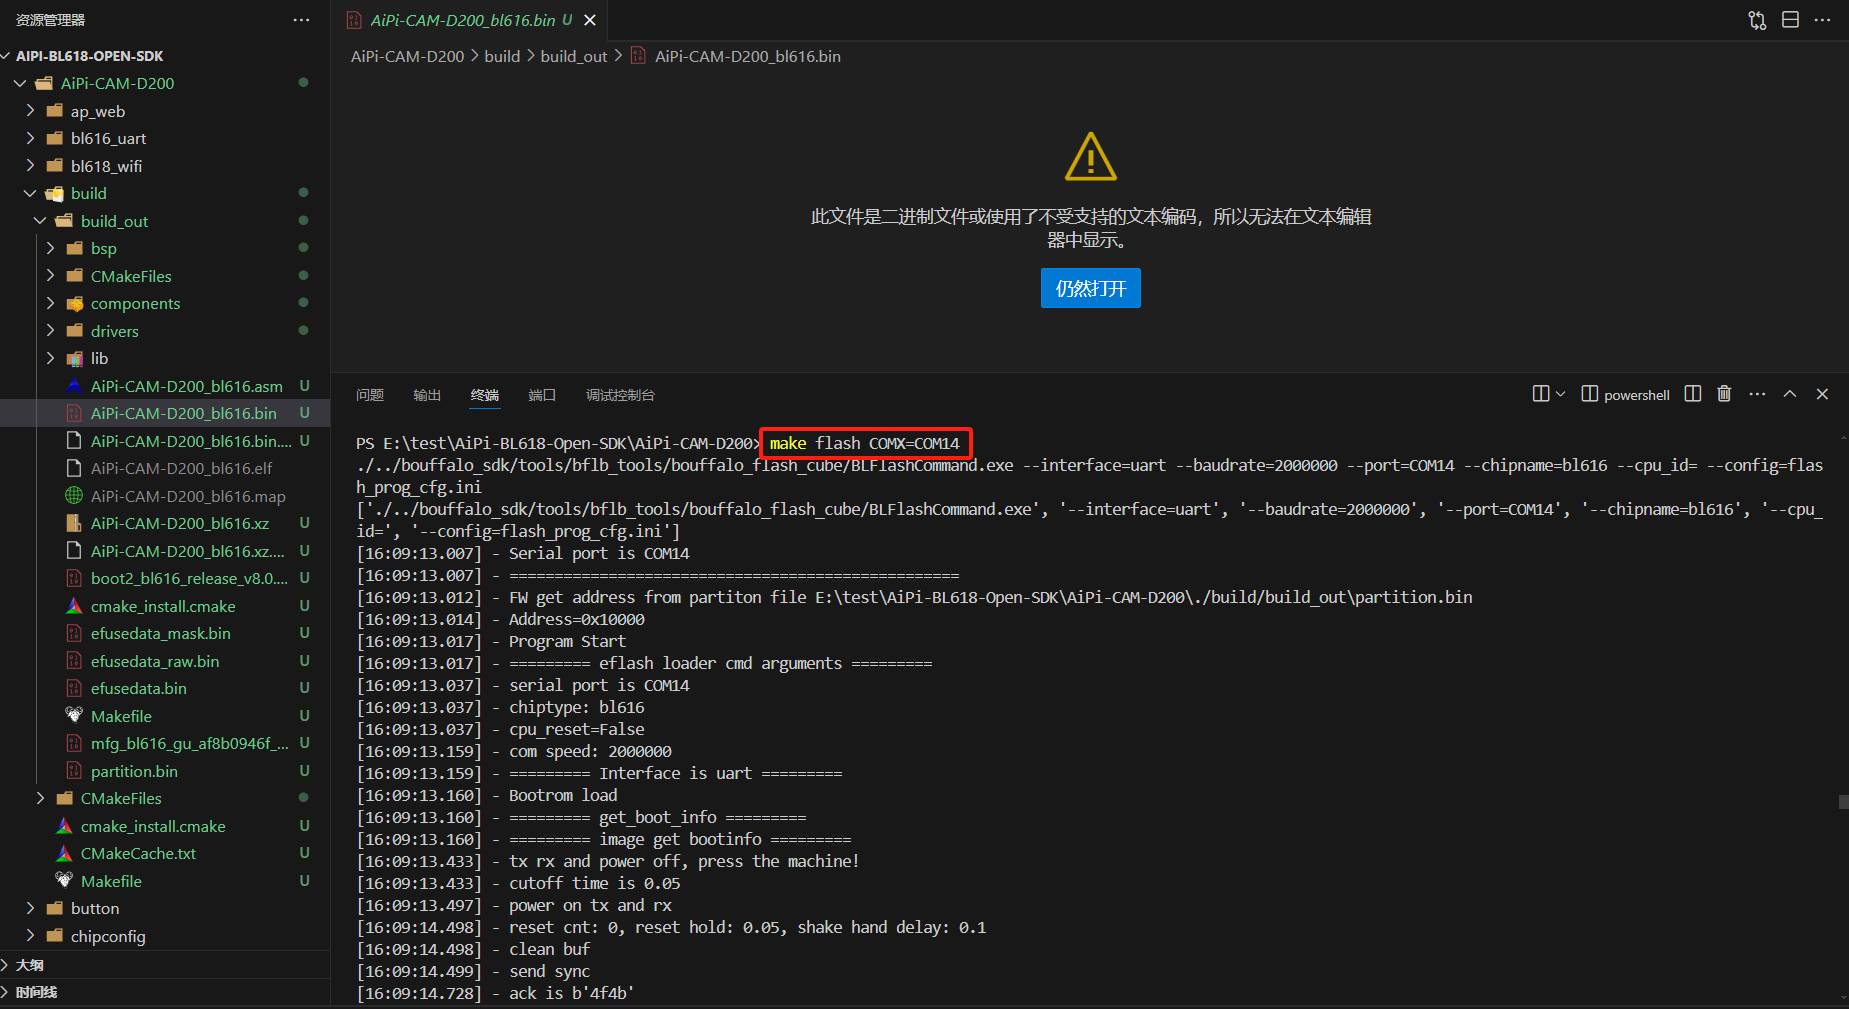 资源管理器
AIPI-BL618-OPEN-SDK
AiPi-CAM-D200
ap_web
bl616_uart
bl618_wifi
build
build_out
bsp
CMakeFiles
components
drivers
lib
AiPi-CAM-D200_bl616.asm U
AiPi-CAM-D200_bl616.bin U
AiPi-CAM-D200_bl616.bin.... U
AiPi-CAM-D200_bl616.elf
AiPi-CAM-D200_bl616.map
AiPi-CAM-D200_bl616.xz U
AiPi-CAM-D200_bl616.xz.... U
boot2_bl616_release_v8.0.... U
cmake_install.cmake U
efusedata_mask.bin U
efusedata_raw.bin U
efusedata.bin U
Makefile U
mfg_bl616_gu_af8b0946f_... U
partition.bin U
CMakeFiles
cmake_install.cmake U
CMakeCache.txt U
Makefile U
button
chipconfig
大纲
时间线
AiPi-CAM-D200_bl616.bin U
AiPi-CAM-D200 > build > build_out > AiPi-CAM-D200_bl616.bin
此文件是二进制文件或使用了不受支持的文本编码，所以无法在文本编辑
器中显示。
仍然打开
问题 输出 终端 端口 调试控制台
powershell
PS E:\test\AiPi-BL618-Open-SDK\AiPi-CAM-D200> make flash COMX=COM14
./../bouffalo_sdk/tools/bflb_tools/bouffalo_flash_cube/BLFlashCommand.exe --interface=uart --baudrate=2000000 --port=COM14 --chipname=bl616 --cpu_id= --config=flas
h_prog_cfg.ini
['./../bouffalo_sdk/tools/bflb_tools/bouffalo_flash_cube/BLFlashCommand.exe', '--interface=uart', '--baudrate=2000000', '--port=COM14', '--chipname=bl616', '--cpu_
id=', '--config=flash_prog_cfg.ini']
[16:09:13.007] - Serial port is COM14
[16:09:13.007] - ==================================================
[16:09:13.012] - FW get address from partiton file E:\test\AiPi-BL618-Open-SDK\AiPi-CAM-D200\./build/build_out\partition.bin
[16:09:13.014] - Address=0x10000
[16:09:13.017] - Program Start
[16:09:13.017] - ========= eflash loader cmd arguments =========
[16:09:13.037] - serial port is COM14
[16:09:13.037] - chiptype: bl616
[16:09:13.037] - cpu_reset=False
[16:09:13.159] - com speed: 2000000
[16:09:13.159] - ========= Interface is uart =========
[16:09:13.160] - Bootrom load
[16:09:13.160] - ========= get_boot_info =========
[16:09:13.160] - ========= image get bootinfo =========
[16:09:13.433] - tx rx and power off, press the machine!
[16:09:13.433] - cutoff time is 0.05
[16:09:13.497] - power on tx and rx
[16:09:14.498] - reset cnt: 0, reset hold: 0.05, shake hand delay: 0.1
[16:09:14.498] - clean buf
[16:09:14.499] - send sync
[16:09:14.728] - ack is b'4f4b'